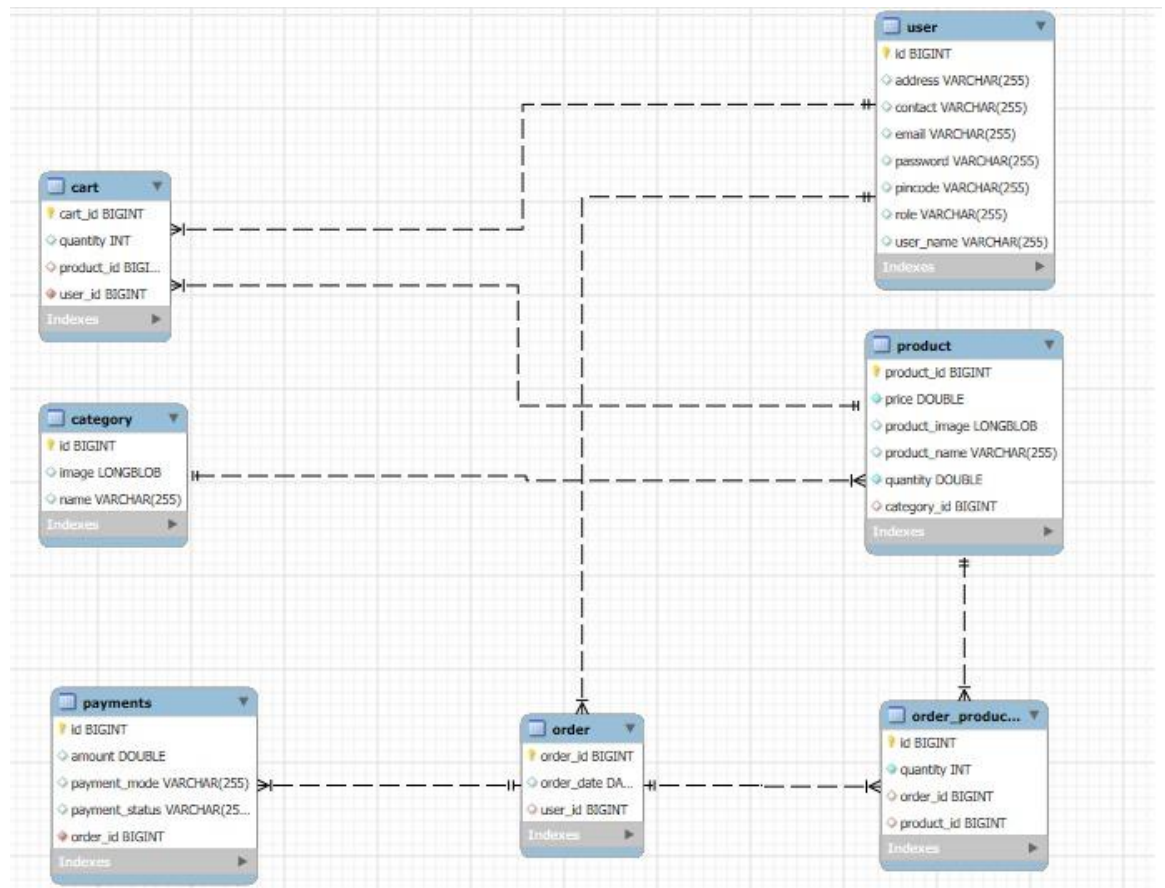 user
id BIGINT
address VARCHAR(255)
contact VARCHAR(255)
email VARCHAR(255)
password VARCHAR(255)
pincode VARCHAR(255)
role VARCHAR(255)
user_name VARCHAR(255)
Indexes
cart
cart_id BIGINT
quantity INT
product_id BIGI...
user_id BIGINT
Indexes
product
product_id BIGINT
price DOUBLE
product_image LONGBLOB
product_name VARCHAR(255)
quantity DOUBLE
category_id BIGINT
Indexes
category
id BIGINT
image LONGBLOB
name VARCHAR(255)
Indexes
payments
id BIGINT
amount DOUBLE
payment_mode VARCHAR(255)
payment_status VARCHAR(25...
order_id BIGINT
Indexes
order
order_id BIGINT
order_date DA...
user_id BIGINT
Indexes
order_produc...
id BIGINT
quantity INT
order_id BIGINT
product_id BIGINT
Indexes